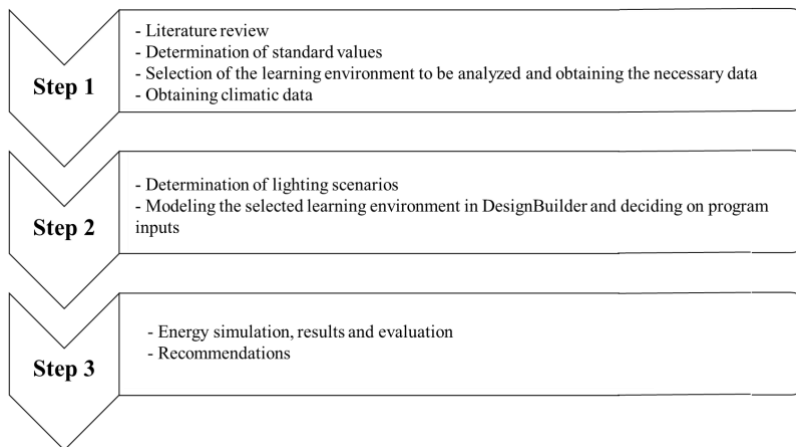 Step 1
- Literature review
- Determination of standard values
- Selection of the learning environment to be analyzed and obtaining the necessary data
- Obtaining climatic data
Step 2
- Determination of lighting scenarios
- Modeling the selected learning environment in DesignBuilder and deciding on program
inputs
Step 3
- Energy simulation, results and evaluation
- Recommendations